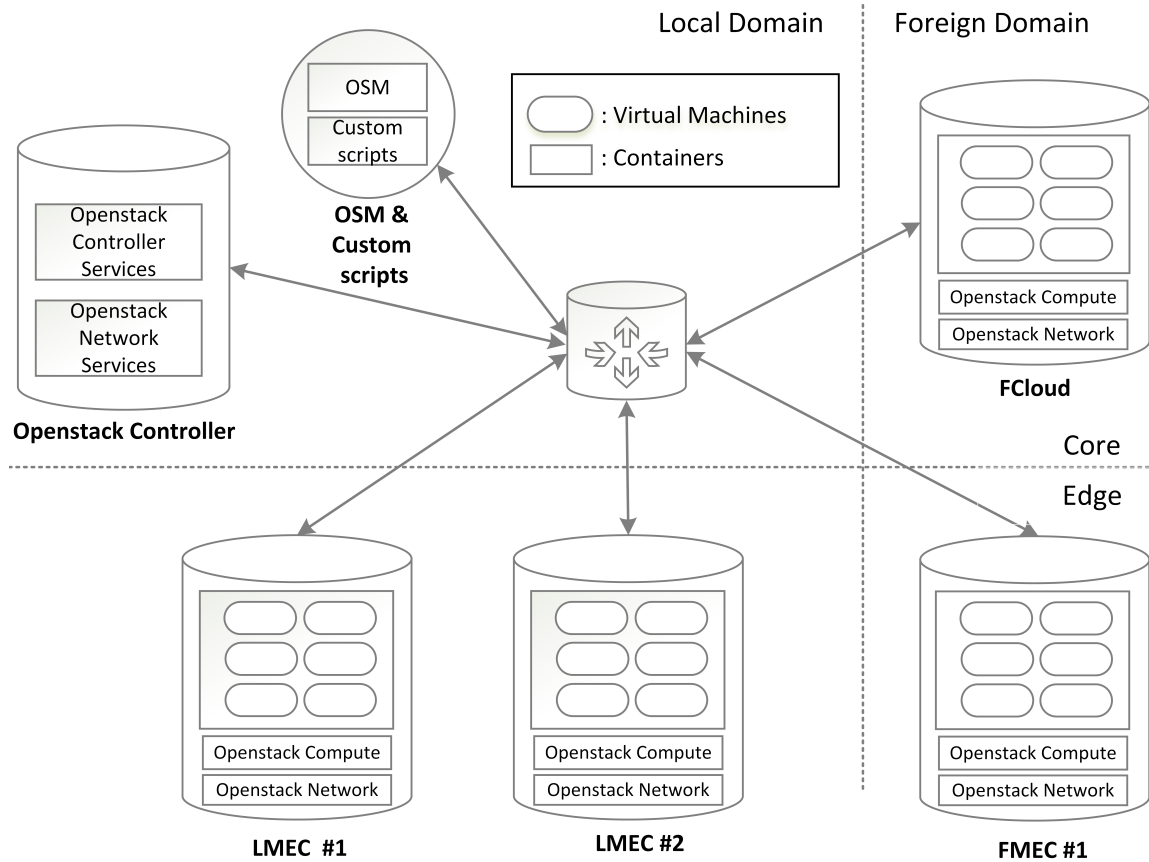 Local Domain
Foreign Domain
OSM
Custom
scripts
OSM &
Custom
scripts
: Virtual Machines
: Containers
Openstack
Controller
Services
Openstack
Network
Services
Openstack Controller
Openstack Compute
Openstack Network
FCloud
Core
Edge
Openstack Compute
Openstack Network
LMEC #1
Openstack Compute
Openstack Network
LMEC #2
Openstack Compute
Openstack Network
FMEC #1